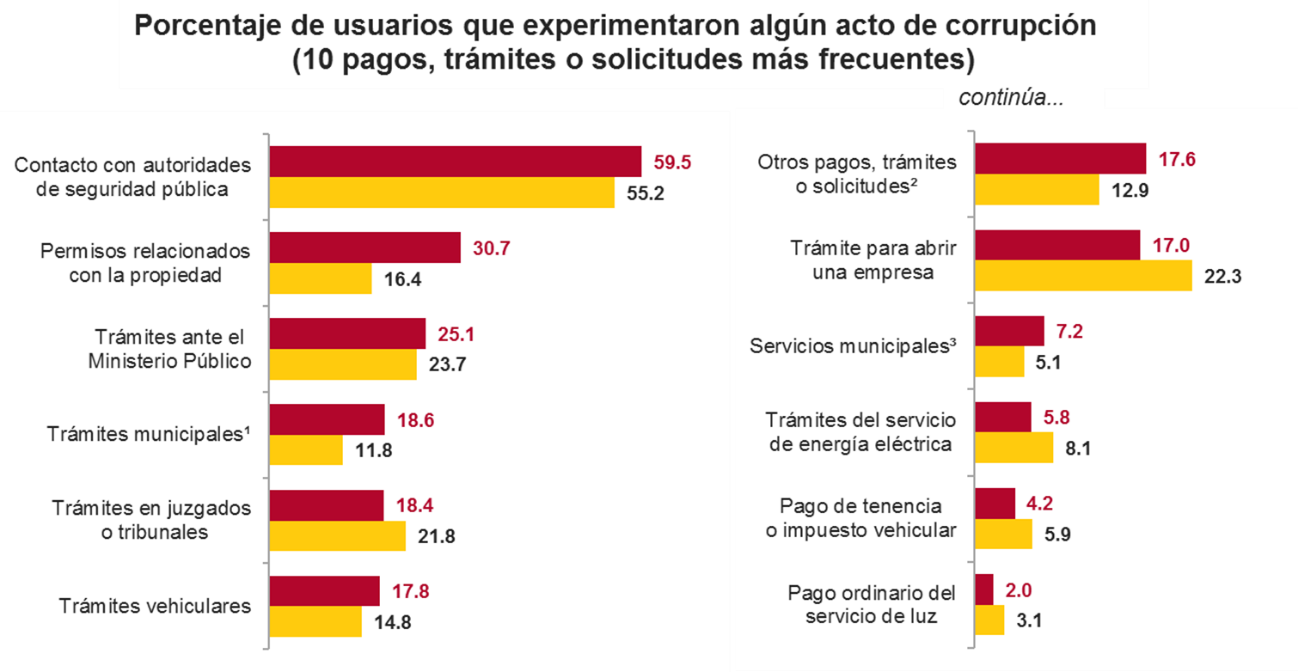 Porcentaje de usuarios que experimentaron algún acto de corrupción
(10 pagos, trámites o solicitudes más frecuentes)
continúa...
Contacto con autoridades
de seguridad pública
59.5
55.2
Permisos relacionados
con la propiedad
30.7
16.4
Trámites ante el
Ministerio Público
25.1
23.7
Trámites municipales¹
18.6
11.8
Trámites en juzgados
o tribunales
18.4
21.8
Trámites vehiculares
17.8
14.8
Otros pagos, trámites
o solicitudes²
17.6
12.9
Trámite para abrir
una empresa
17.0
22.3
Servicios municipales³
7.2
5.1
Trámites del servicio
de energía eléctrica
5.8
8.1
Pago de tenencia
o impuesto vehicular
4.2
5.9
Pago ordinario del
servicio de luz
2.0
3.1